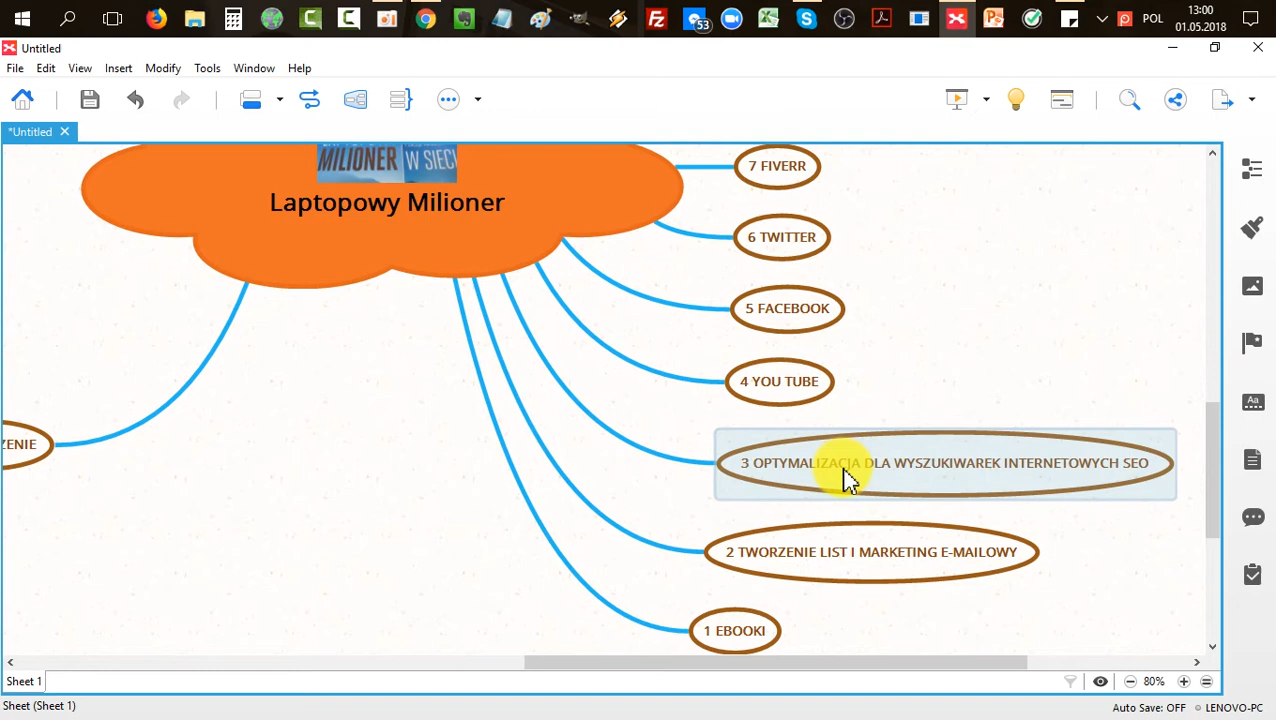 53
POL
13:00
01.05.2018
Untitled
File Edit View Insert Modify Tools Window Help
*Untitled
MILIONER W SIECI
Laptopowy Milioner
7 FIVERR
6 TWITTER
5 FACEBOOK
4 YOU TUBE
ZENIE
3 OPTYMALIZACJA DLA WYSZUKIWAREK INTERNETOWYCH SEO
2 TWORZENIE LIST I MARKETING E-MAILOWY
1 EBOOKI
Aa
Sheet 1
80%
Sheet (Sheet 1)
Auto Save: OFF
LENOVO-PC